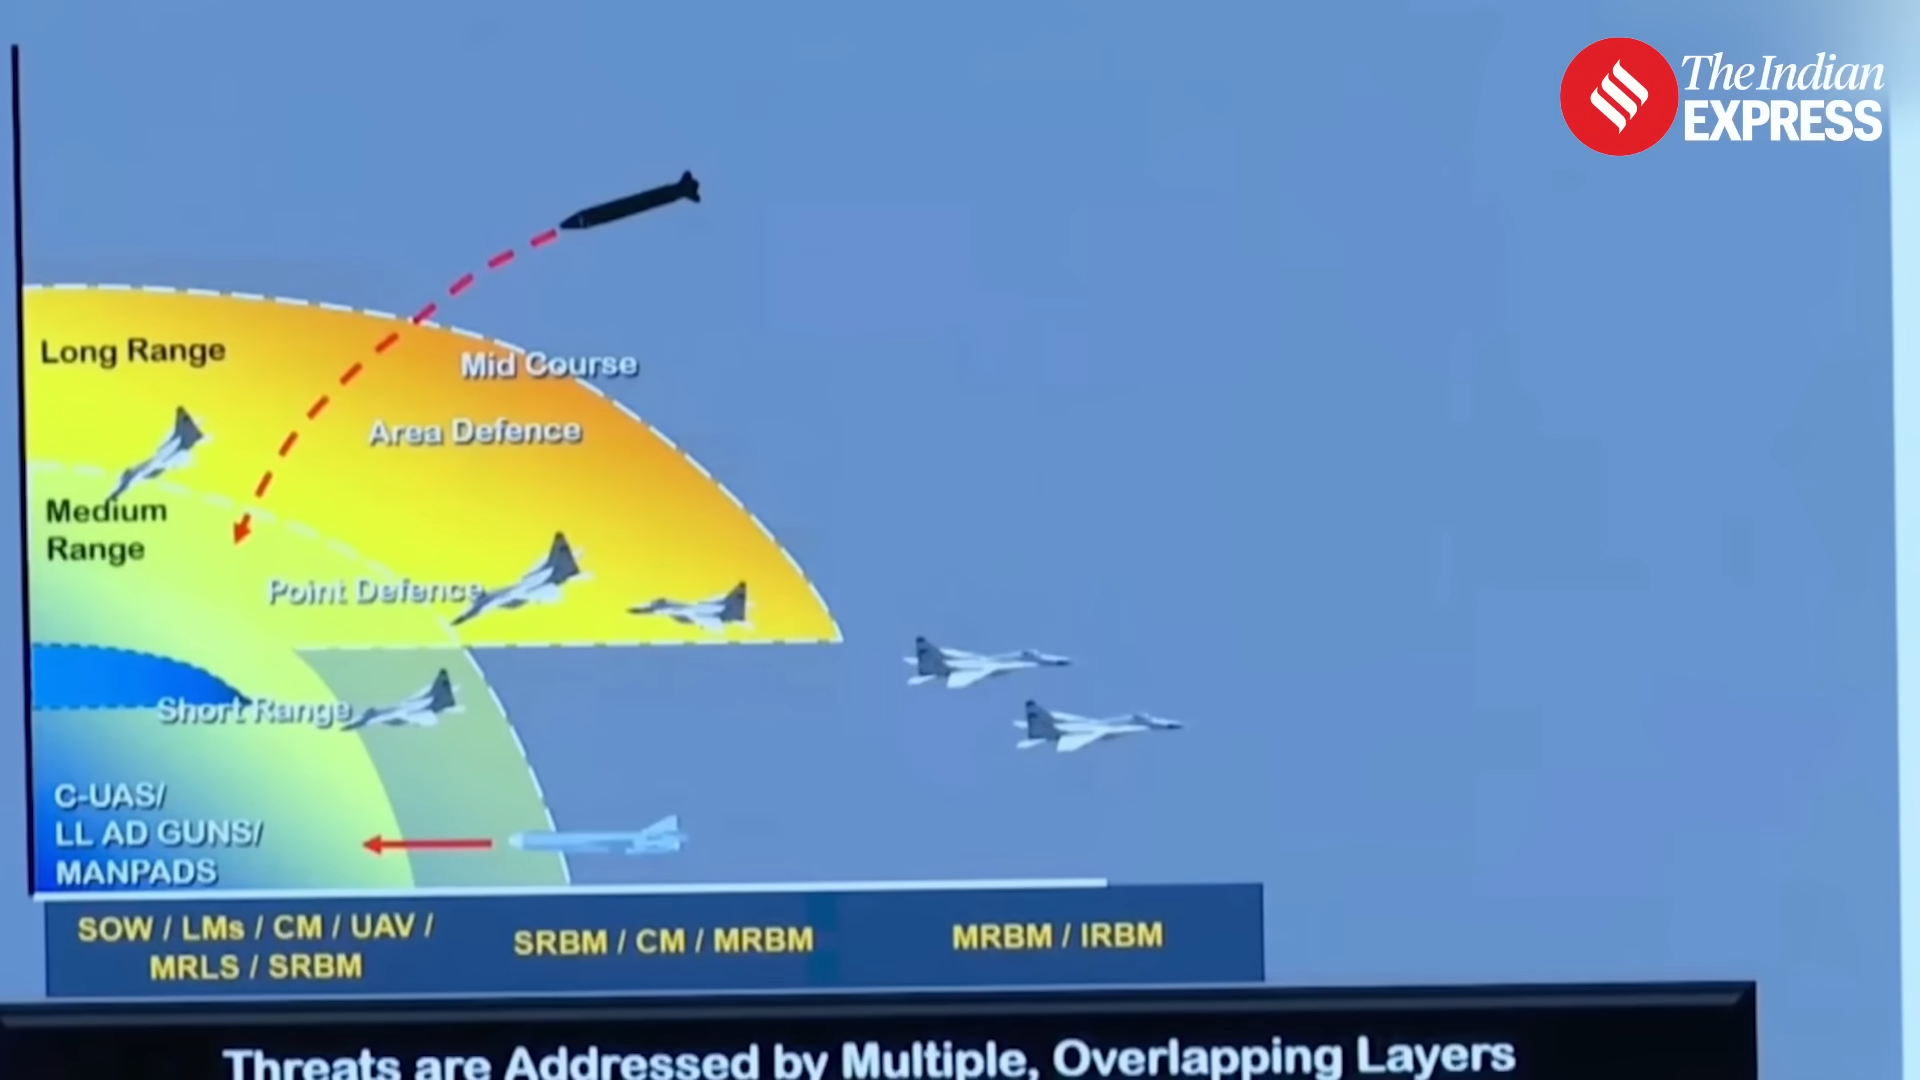 The Indian
EXPRESS
Long Range
Mid Course
Area Defence
Medium
Range
Point Defence
Short Range
C-UAS/
LL AD GUNS/
MANPADS
SOW / LMs / CM / UAV /
MRLS / SRBM
SRBM / CM / MRBM
MRBM / IRBM
Threats are Addressed by Multiple, Overlapping Layers